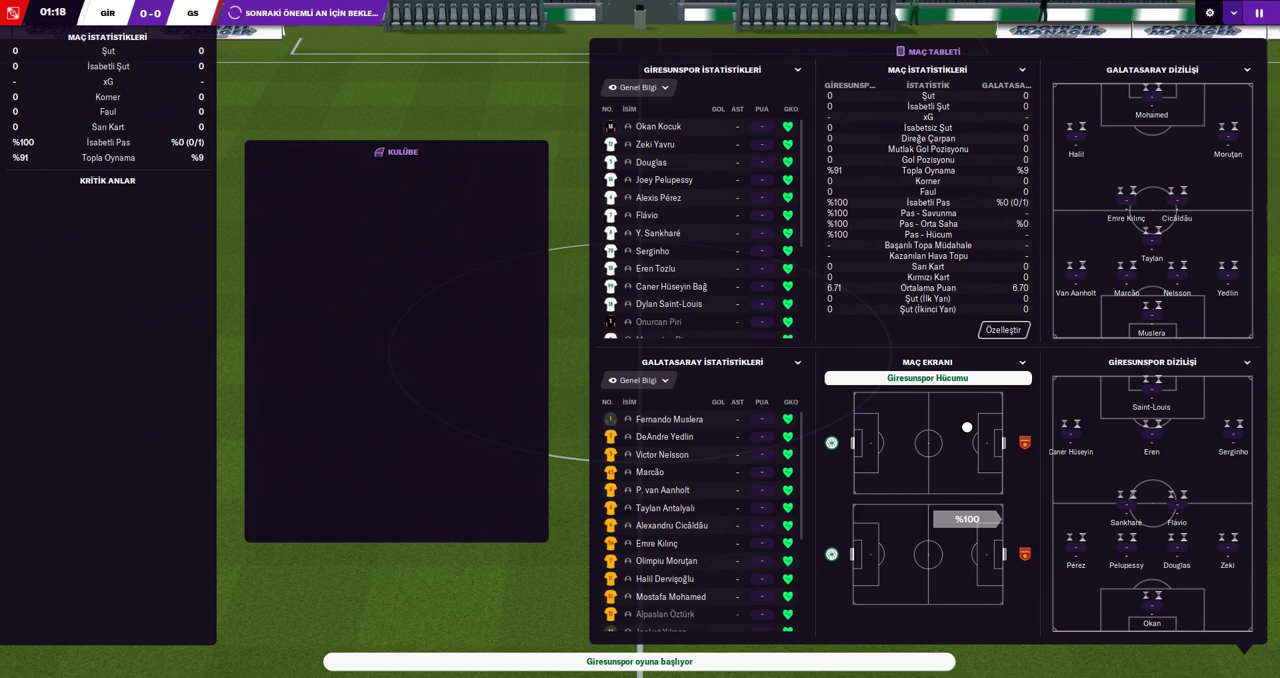 01:18 GİR 0 - 0 GS SONRAKİ ÖNEMLİ AN İÇİN BEKLE...
MAÇ İSTATİSTİKLERİ
0 Şut 0
0 İsabetli Şut 0
- xG -
0 Korner 0
0 Faul 0
0 Sarı Kart 0
%100 İsabetli Pas %0 (0/1)
%91 Topla Oynama %9
KRİTİK ANLAR
KULÜBE
MAÇ TABLETİ
GİRESUNSPOR İSTATİSTİKLERİ
Genel Bilgi
NO. İSİM GOL AST PUA GKO
Okan Kocuk - -
Zeki Yavru - -
Douglas - -
Joey Pelupessy - -
Alexis Pérez - -
Flávio - -
Y. Sankharé - -
Serginho - -
Eren Tozlu - -
Caner Hüseyin Bağ - -
Dylan Saint-Louis - -
Onurcan Piri - -
MAÇ İSTATİSTİKLERİ
GİRESUNSP... İSTATİSTİK GALATASA...
0 Şut 0
0 İsabetli Şut 0
- xG -
0 İsabetsiz Şut 0
0 Direğe Çarpan 0
0 Mutlak Gol Pozisyonu 0
0 Gol Pozisyonu 0
%91 Topla Oynama %9
0 Korner 0
0 Faul 0
%100 İsabetli Pas %0 (0/1)
%100 Pas - Savunma -
%100 Pas - Orta Saha %0
%100 Pas - Hücum -
- Başarılı Topa Müdahale -
- Kazanılan Hava Topu -
0 Sarı Kart 0
0 Kırmızı Kart 0
6.71 Ortalama Puan 6.70
0 Şut (İlk Yarı) 0
0 Şut (İkinci Yarı) 0
Özelleştir
GALATASARAY DİZİLİŞİ
Mohamed
Halil Moruţan
Emre Kılınç Cicâldău
Taylan
Van Aanholt Marcão Nelsson Yedlin
Muslera
GALATASARAY İSTATİSTİKLERİ
Genel Bilgi
NO. İSİM GOL AST PUA GKO
Fernando Muslera - -
DeAndre Yedlin - -
Victor Nelsson - -
Marcão - -
P. van Aanholt - -
Taylan Antalyalı - -
Alexandru Cicâldău - -
Emre Kılınç - -
Olimpiu Moruţan - -
Halil Dervişoğlu - -
Mostafa Mohamed - -
Alpaslan Öztürk - -
MAÇ EKRANI
Giresunspor Hücumu
%100
GİRESUNSPOR DİZİLİŞİ
Saint-Louis
Caner Hüseyin Eren Serginho
Sankharé Flávio
Pérez Pelupessy Douglas Zeki
Okan
Giresunspor oyuna başlıyor